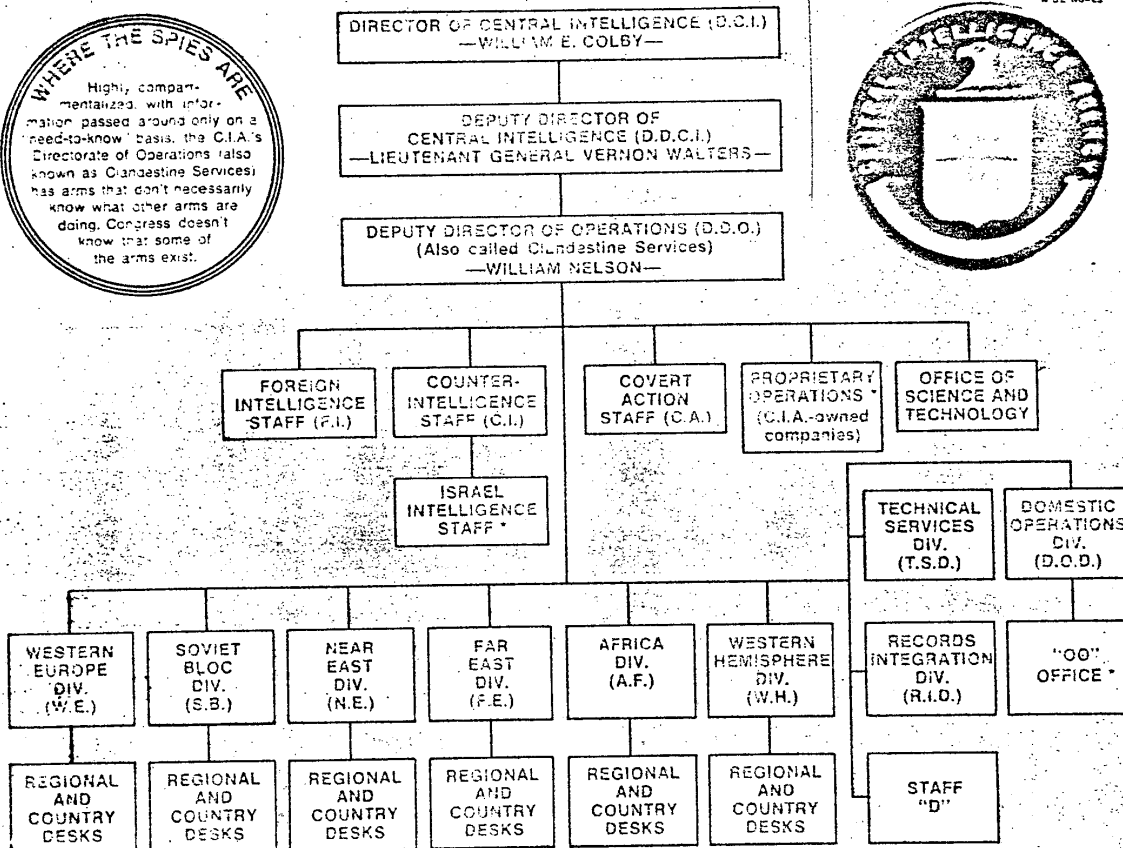 WHERE THE SPIES ARE
Highly compart-
mentalized, with infor-
mation passed around only on a
"need-to-know" basis, the C.I.A.'s
Directorate of Operations (also
known as Clandestine Services)
has arms that don't necessarily
know what other arms are
doing. Congress doesn't
know that some of
the arms exist.
DIRECTOR OF CENTRAL INTELLIGENCE (D.C.I.)
—WILLIAM E. COLBY—
CENTRAL INTELLIGENCE AGENCY
DEPUTY DIRECTOR OF
CENTRAL INTELLIGENCE (D.D.C.I.)
—LIEUTENANT GENERAL VERNON WALTERS—
DEPUTY DIRECTOR OF OPERATIONS (D.D.O.)
(Also called Clandestine Services)
—WILLIAM NELSON—
FOREIGN
INTELLIGENCE
STAFF (F.I.)
COUNTER-
INTELLIGENCE
STAFF (C.I.)
COVERT
ACTION
STAFF (C.A.)
PROPRIETARY
OPERATIONS *
(C.I.A.-owned
companies)
OFFICE OF
SCIENCE AND
TECHNOLOGY
ISRAEL
INTELLIGENCE
STAFF *
TECHNICAL
SERVICES
DIV.
(T.S.D.)
DOMESTIC
OPERATIONS
DIV.
(D.O.D.)
WESTERN
EUROPE
DIV.
(W.E.)
SOVIET
BLOC
DIV.
(S.B.)
NEAR
EAST
DIV.
(N.E.)
FAR
EAST
DIV.
(F.E.)
AFRICA
DIV.
(A.F.)
WESTERN
HEMISPHERE
DIV.
(W.H.)
RECORDS
INTEGRATION
DIV.
(R.I.D.)
"OO"
OFFICE *
REGIONAL
AND
COUNTRY
DESKS
REGIONAL
AND
COUNTRY
DESKS
REGIONAL
AND
COUNTRY
DESKS
REGIONAL
AND
COUNTRY
DESKS
REGIONAL
AND
COUNTRY
DESKS
REGIONAL
AND
COUNTRY
DESKS
STAFF
"D"